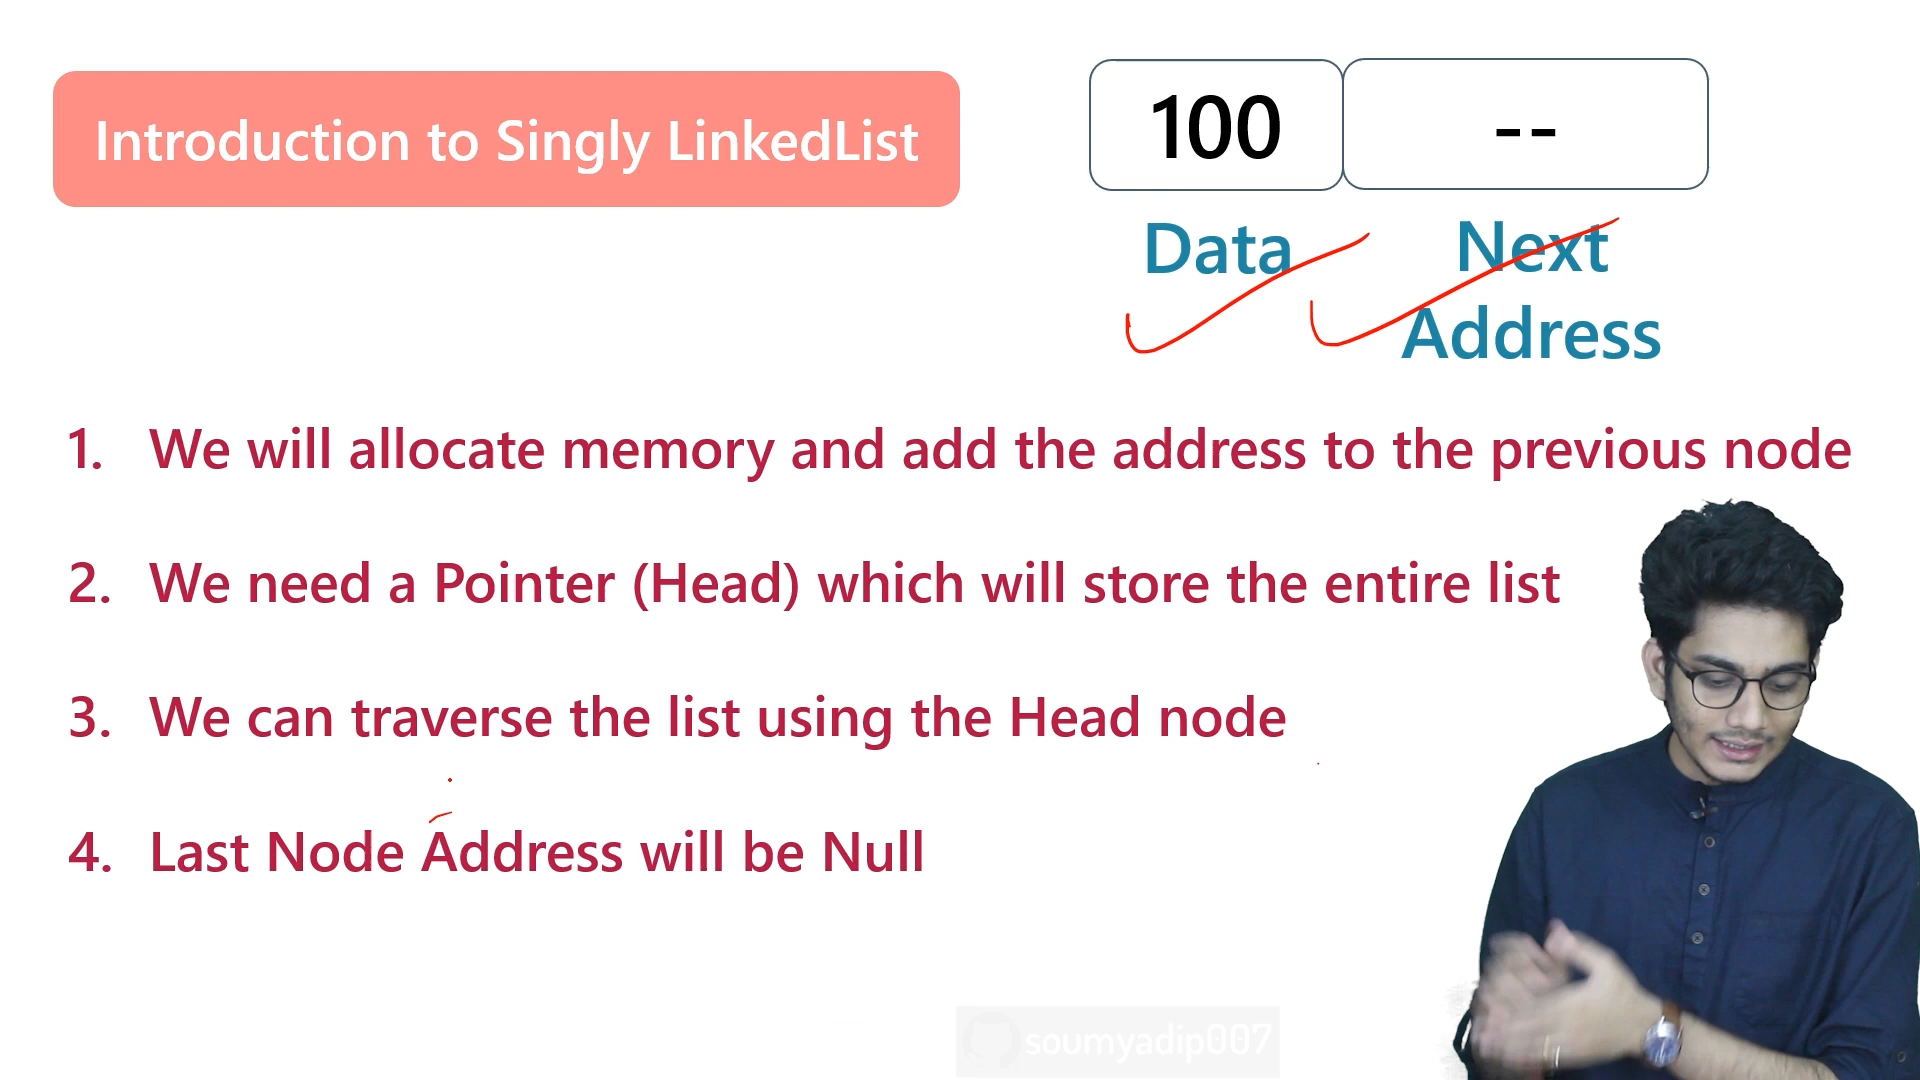 Introduction to Singly LinkedList
100 --
Data Next
Address
1. We will allocate memory and add the address to the previous node
2. We need a Pointer (Head) which will store the entire list
3. We can traverse the list using the Head node
4. Last Node Address will be Null
soumyadip007